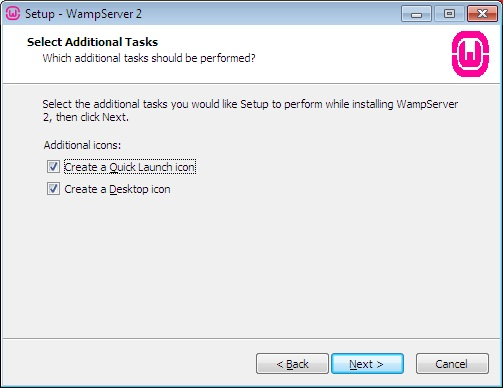 Setup - WampServer 2
Select Additional Tasks
Which additional tasks should be performed?
Select the additional tasks you would like Setup to perform while installing WampServer
2, then click Next.
Additional icons:
Create a Quick Launch icon
Create a Desktop icon
< Back
Next >
Cancel